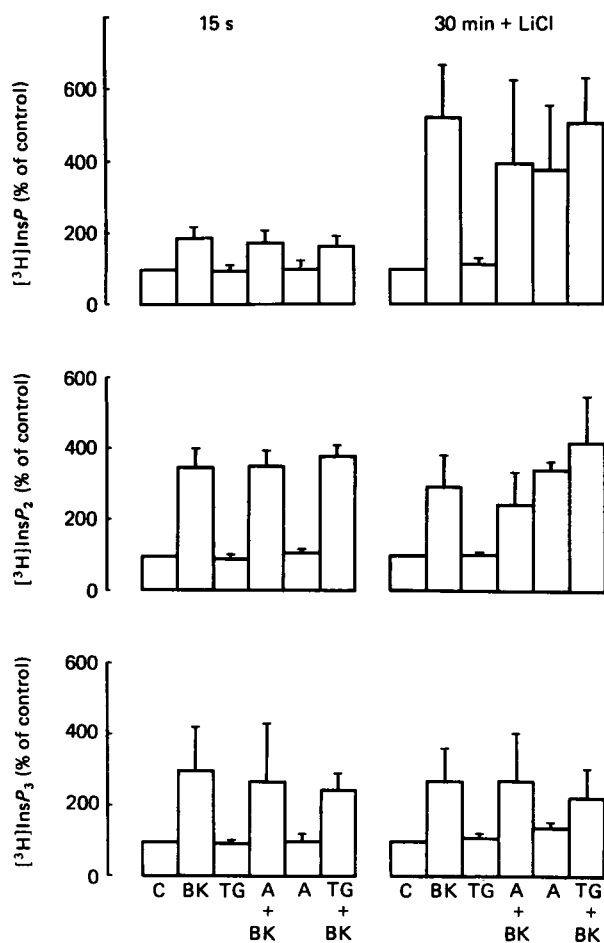 15 s
30 min + LiCl
[³H]InsP (% of control)
600
400
200
0
[³H]InsP₂ (% of control)
600
400
200
0
[³H]InsP₃ (% of control)
600
400
200
0
C BK TG A A TG
+ +
BK BK
C BK TG A A TG
+ +
BK BK